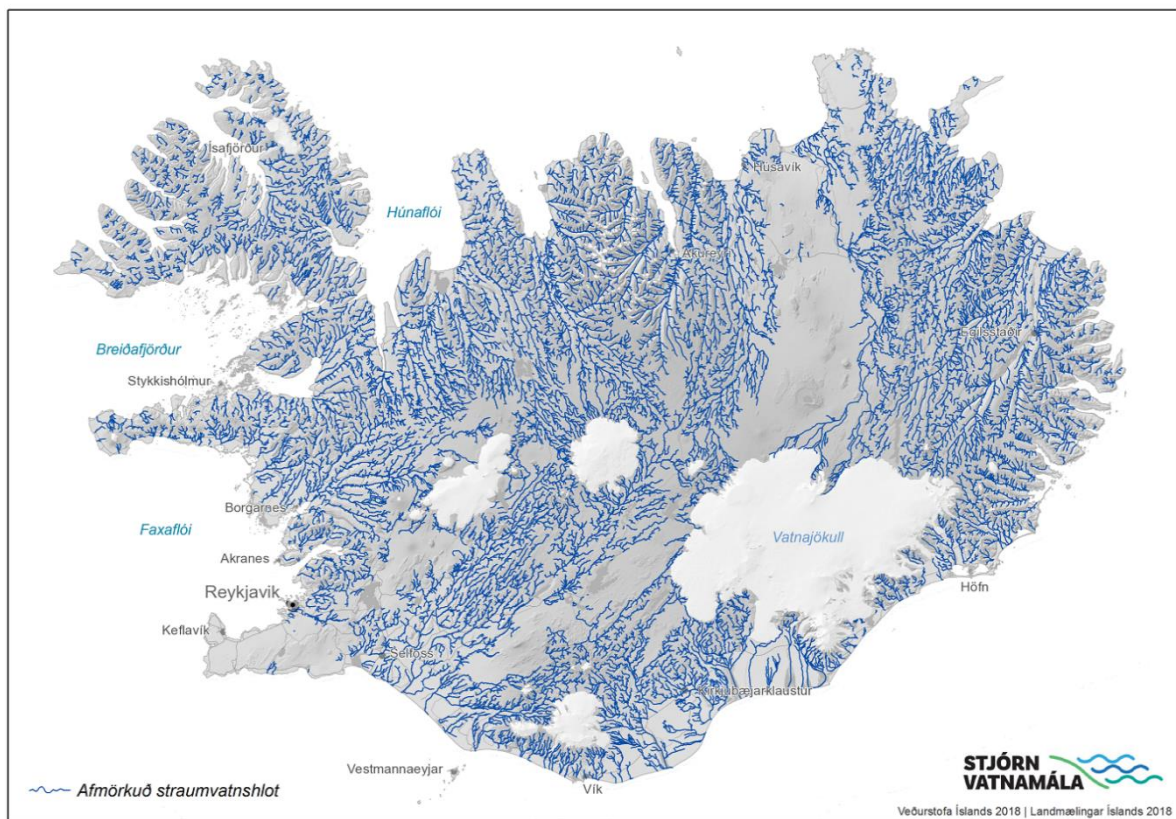 Ísafjörður
Húsavík
Húnaflói
Akureyri
Egilsstaðir
Breiðafjörður
Stykkishólmur
Borgarnes
Faxaflói
Vatnajökull
Akranes
Höfn
Reykjavik
Keflavík
Selfoss
Kirkjubæjarklaustur
Vestmannaeyjar
Vík
Afmörkuð straumvatnshlot
STJÓRN
VATNAMÁLA
Veðurstofa Íslands 2018 | Landmælingar Íslands 2018